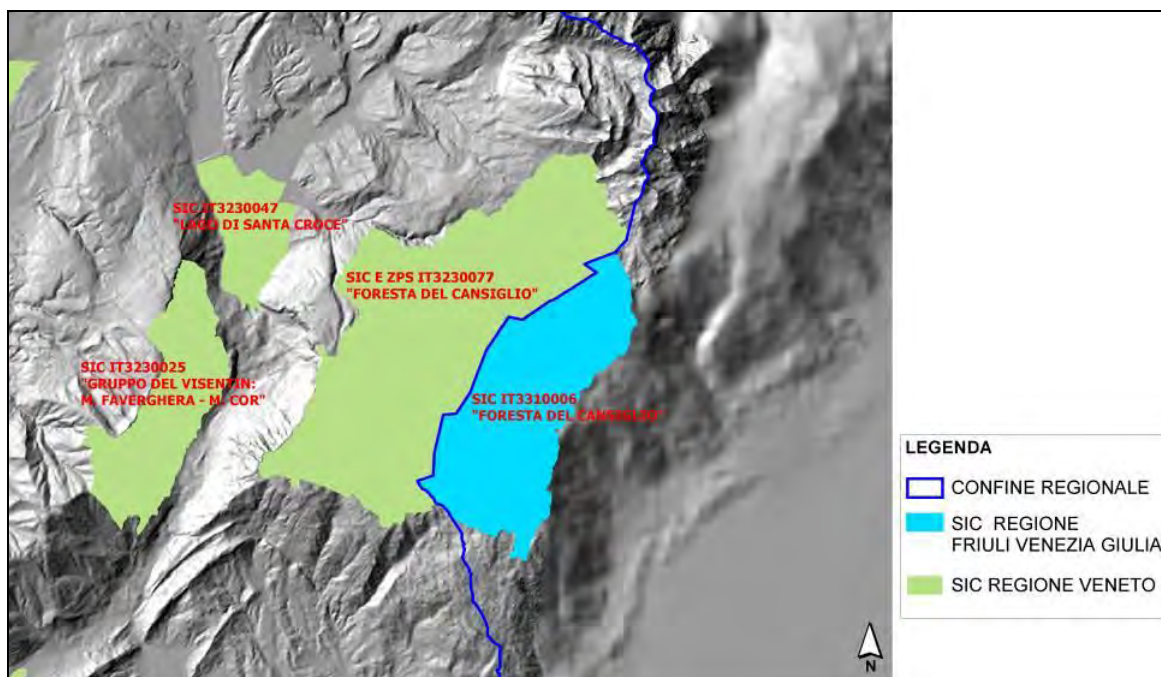 SIC IT3230047
"LAGO DI SANTA CROCE"
SIC E ZPS IT3230077
"FORESTA DEL CANSIGLIO"
SIC IT3230025
"GRUPPO DEL VISENTIN:
M. FAVERGHERA - M. COR"
SIC IT3310006
"FORESTA DEL CANSIGLIO"
LEGENDA
CONFINE REGIONALE
SIC REGIONE
FRIULI VENEZIA GIULIA
SIC REGIONE VENETO
N